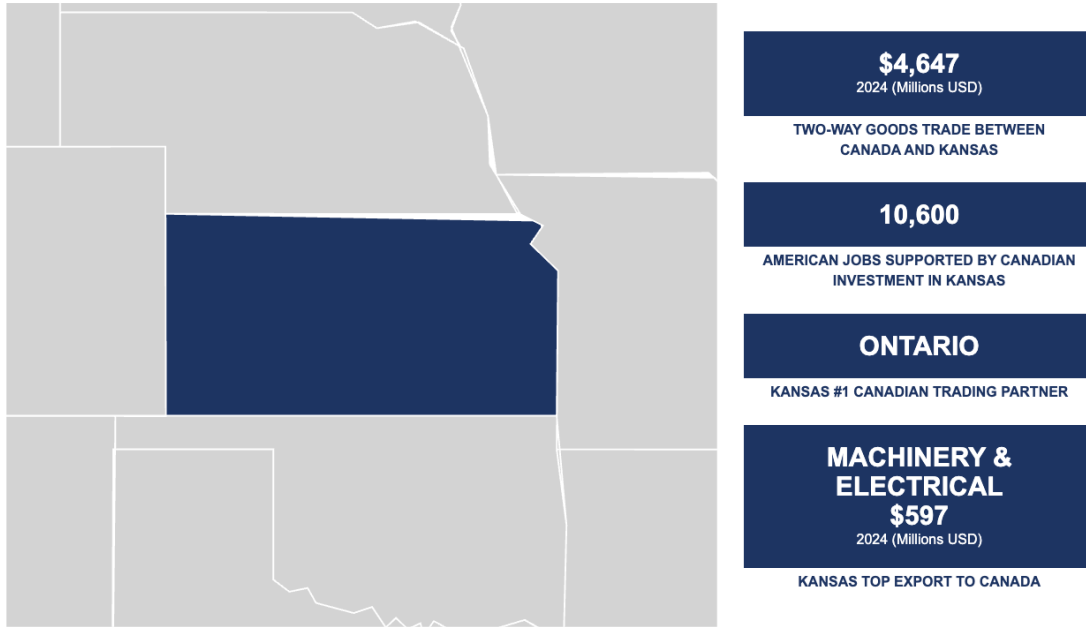 $4,647
2024 (Millions USD)
TWO-WAY GOODS TRADE BETWEEN
CANADA AND KANSAS
10,600
AMERICAN JOBS SUPPORTED BY CANADIAN
INVESTMENT IN KANSAS
ONTARIO
KANSAS #1 CANADIAN TRADING PARTNER
MACHINERY &
ELECTRICAL
$597
2024 (Millions USD)
KANSAS TOP EXPORT TO CANADA